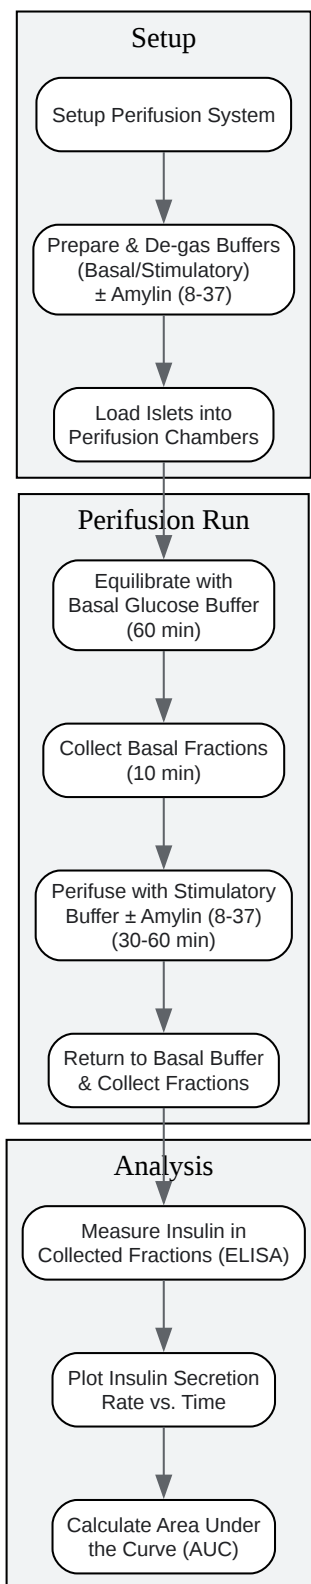 Setup
Setup Perifusion System
Prepare & De-gas Buffers
(Basal/Stimulatory)
± Amylin (8-37)
Load Islets into
Perifusion Chambers
Perifusion Run
Equilibrate with
Basal Glucose Buffer
(60 min)
Collect Basal Fractions
(10 min)
Perifuse with Stimulatory
Buffer ± Amylin (8-37)
(30-60 min)
Return to Basal Buffer
& Collect Fractions
Analysis
Measure Insulin in
Collected Fractions (ELISA)
Plot Insulin Secretion
Rate vs. Time
Calculate Area Under
the Curve (AUC)